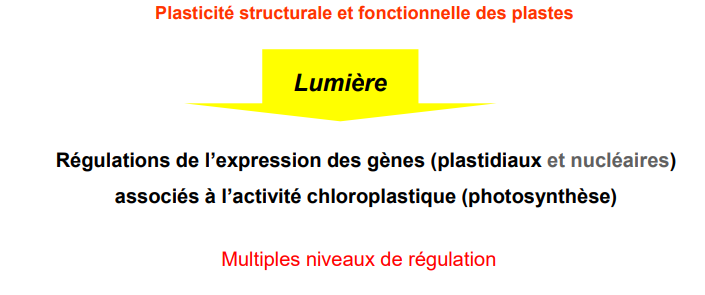 Plasticité structurale et fonctionnelle des plastes
Lumière
Régulations de l’expression des gènes (plastidiaux et nucléaires)
associés à l’activité chloroplastique (photosynthèse)
Multiples niveaux de régulation